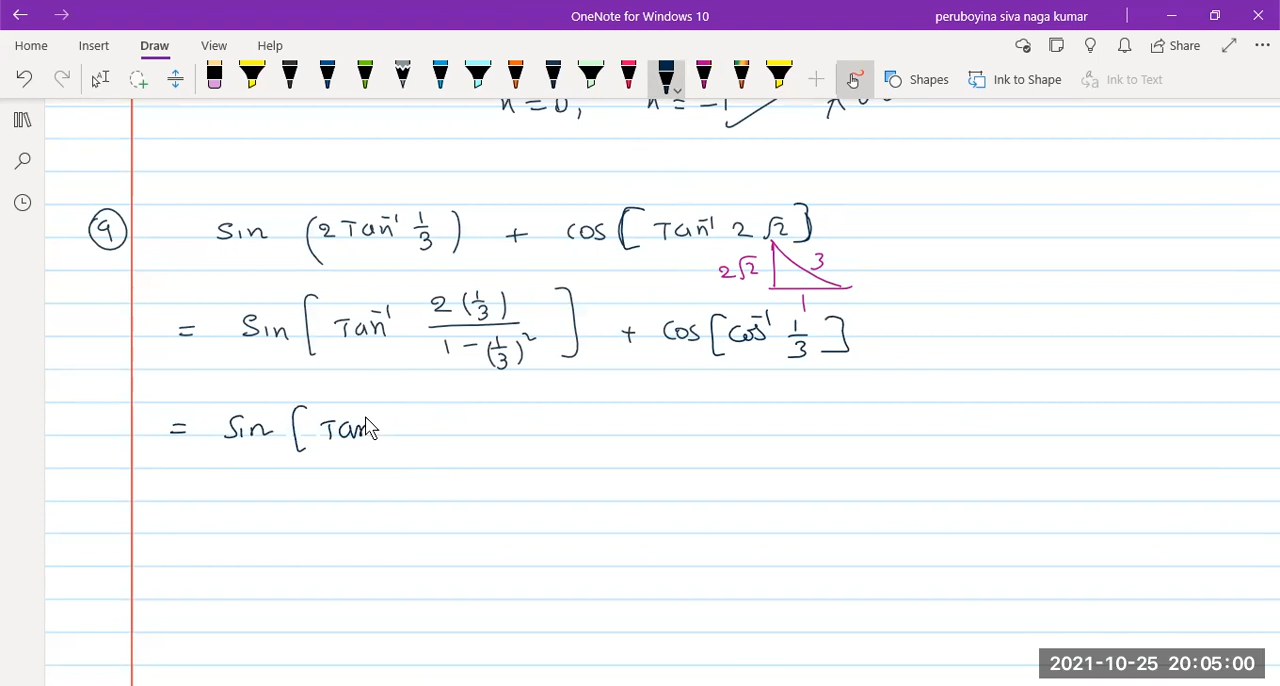 OneNote for Windows 10
peruboyina siva naga kumar
Home Insert Draw View Help
Share
Shapes
Ink to Shape
Ink to Text
= 0, = -1
9 sin (2 Tan⁻¹ 1/3) + cos [Tan⁻¹ 2√2]
2√2 3
1
= Sin [Tan⁻¹ 2(1/3) / 1-(1/3)²] + cos [cos⁻¹ 1/3]
= Sin [Tan
2021-10-25 20:05:00